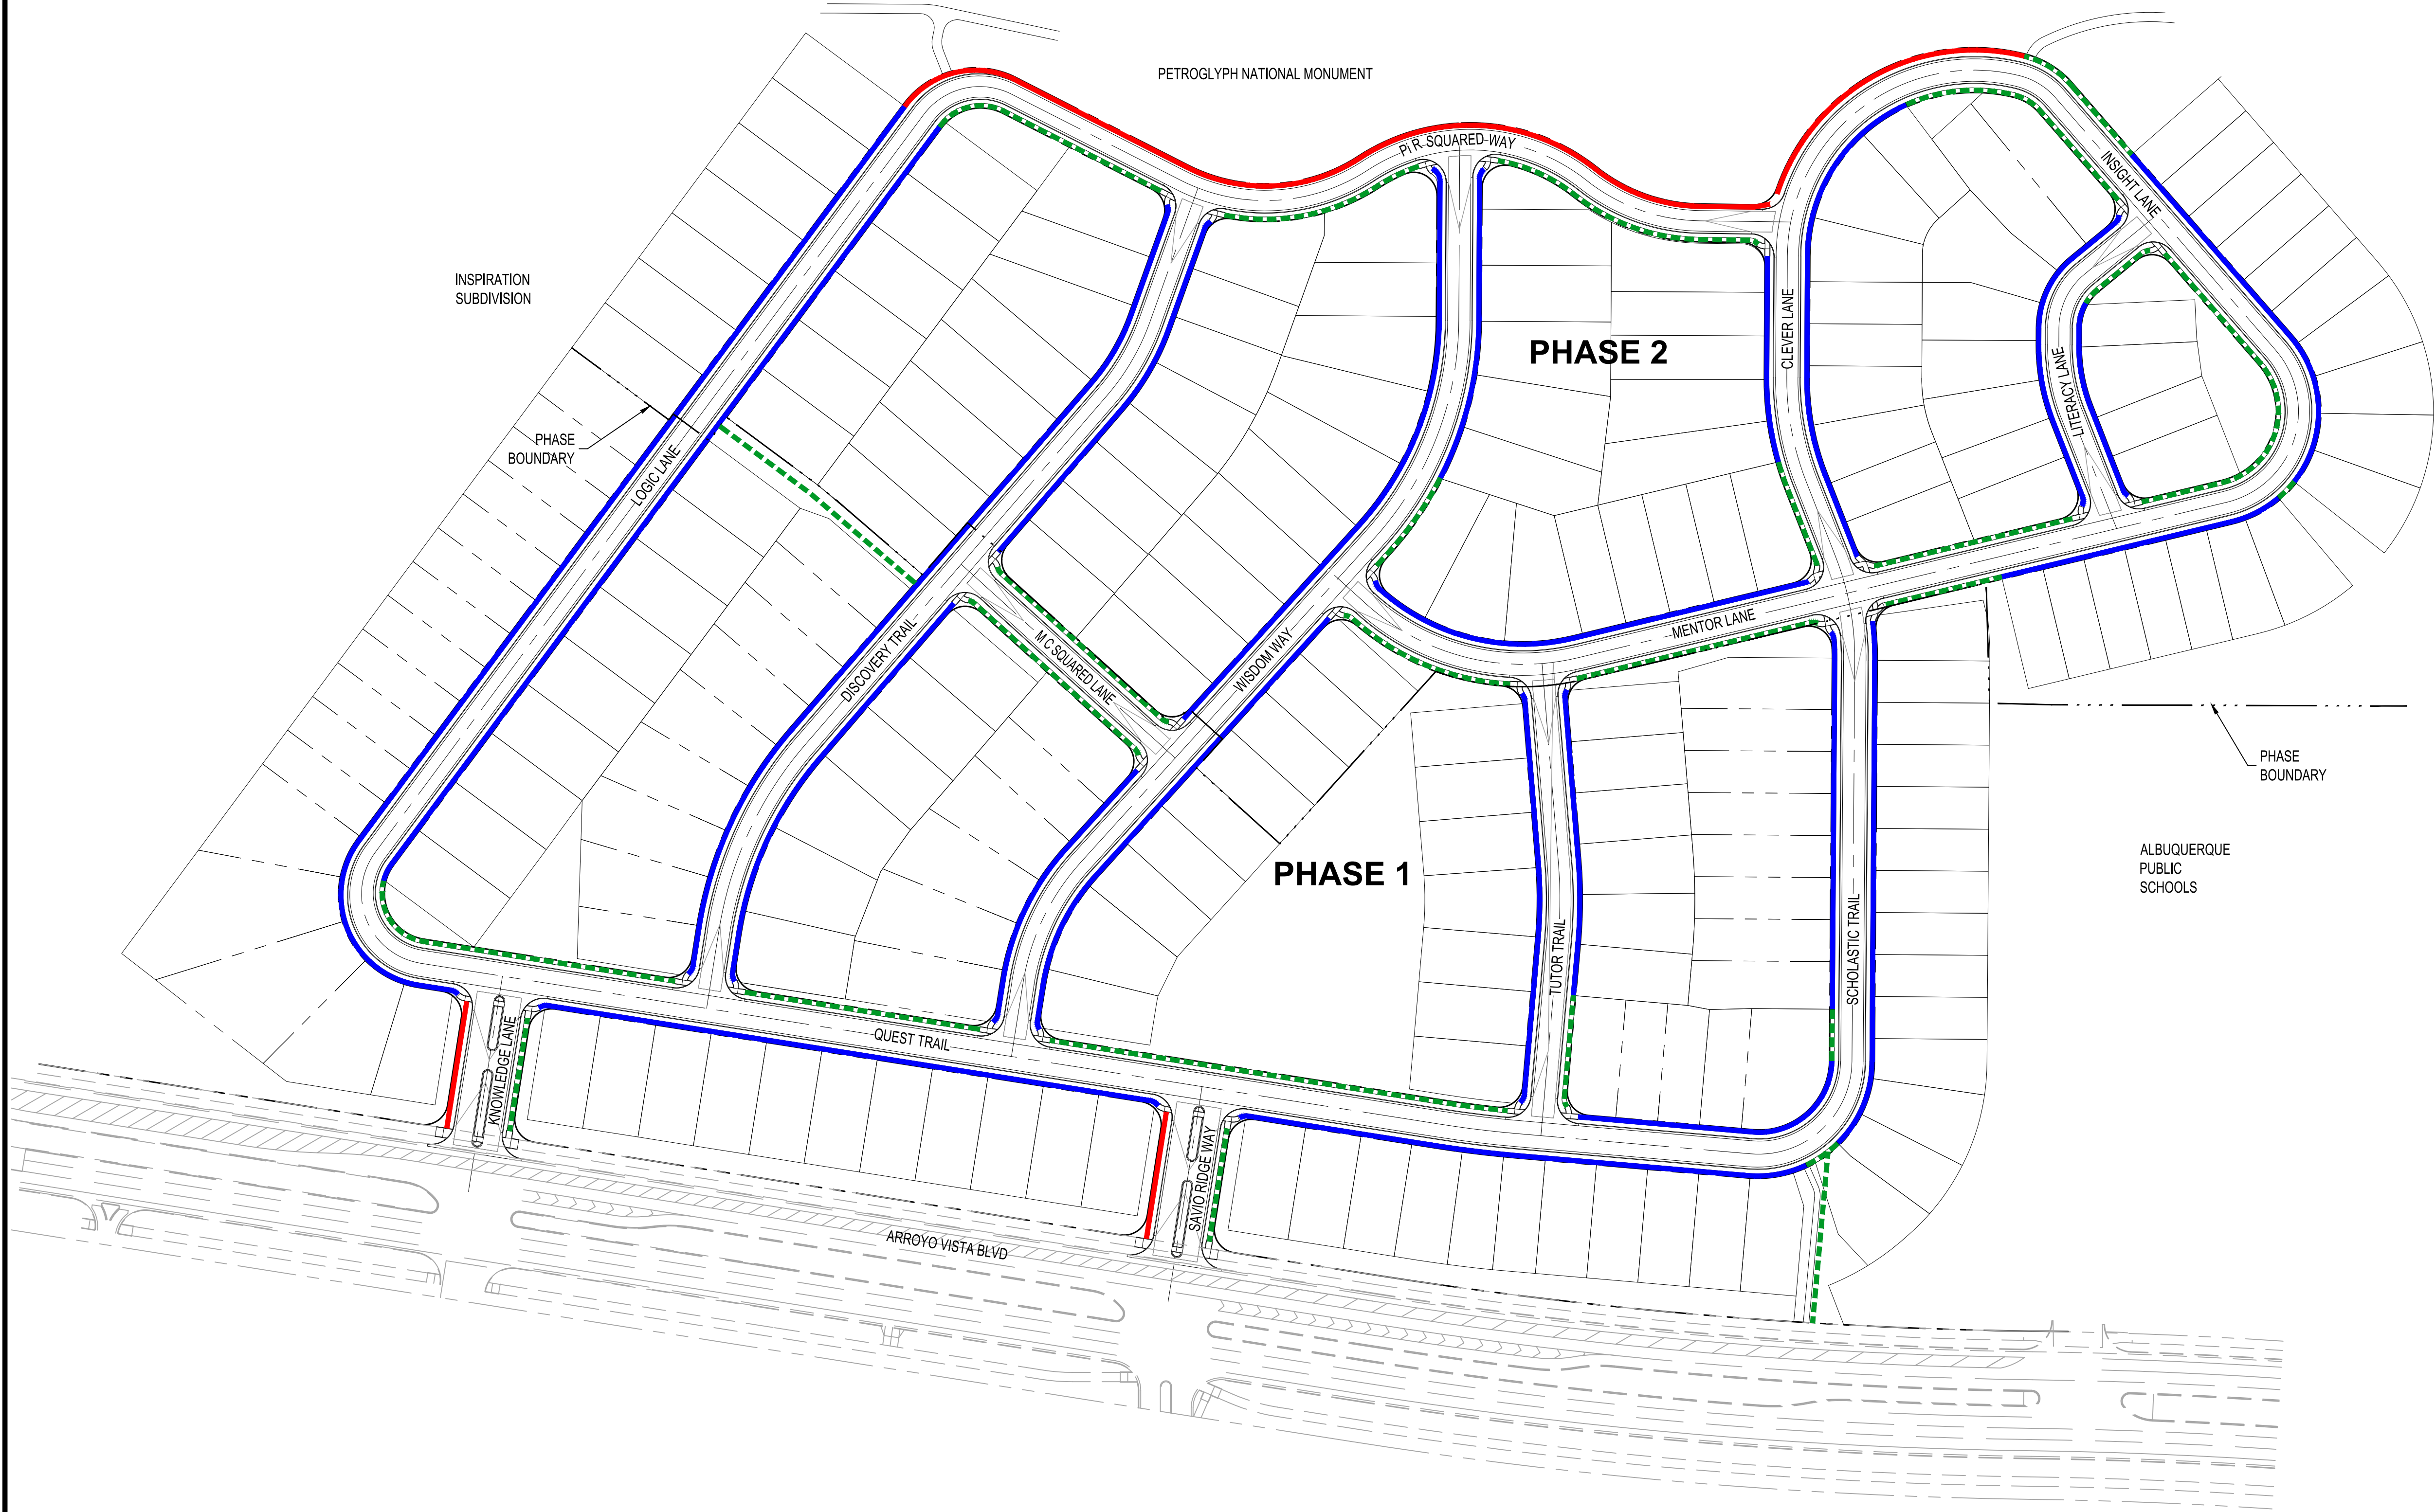 PETROGLYPH NATIONAL MONUMENT
Pi R SQUARED WAY
INSIGHT LANE
INSPIRATION
SUBDIVISION
CLEVER LANE
PHASE 2
LITERACY LANE
PHASE
BOUNDARY
LOGIC LANE
DISCOVERY TRAIL
M C SQUARED LANE
WISDOM WAY
MENTOR LANE
PHASE
BOUNDARY
PHASE 1
ALBUQUERQUE
PUBLIC
SCHOOLS
TUTOR TRAIL
SCHOLASTIC TRAIL
QUEST TRAIL
KNOWLEDGE LANE
SAVIO RIDGE WAY
ARROYO VISTA BLVD